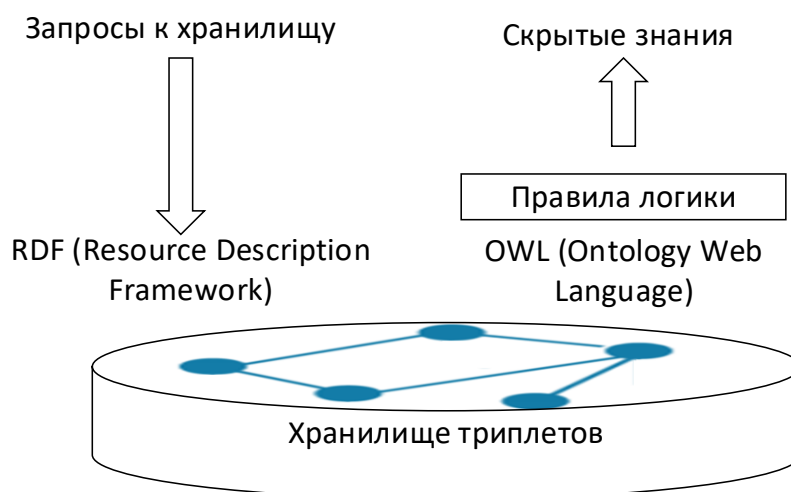 Запросы к хранилищу
Скрытые знания
Правила логики
RDF (Resource Description
Framework)
OWL (Ontology Web
Language)
Хранилище триплетов